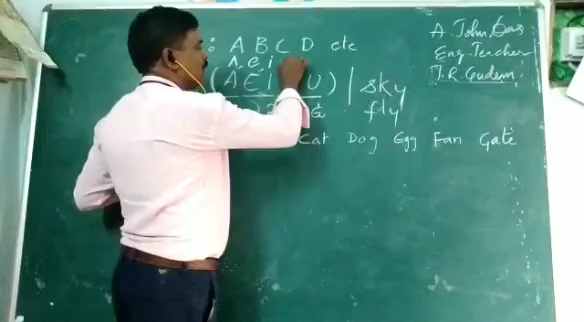 : A B C D etc
A. John Das
Eng. Teacher
T.R. Gudem
a. e. i
(A E I U) | sky
fly
Cat Dog Egg Fan Gate